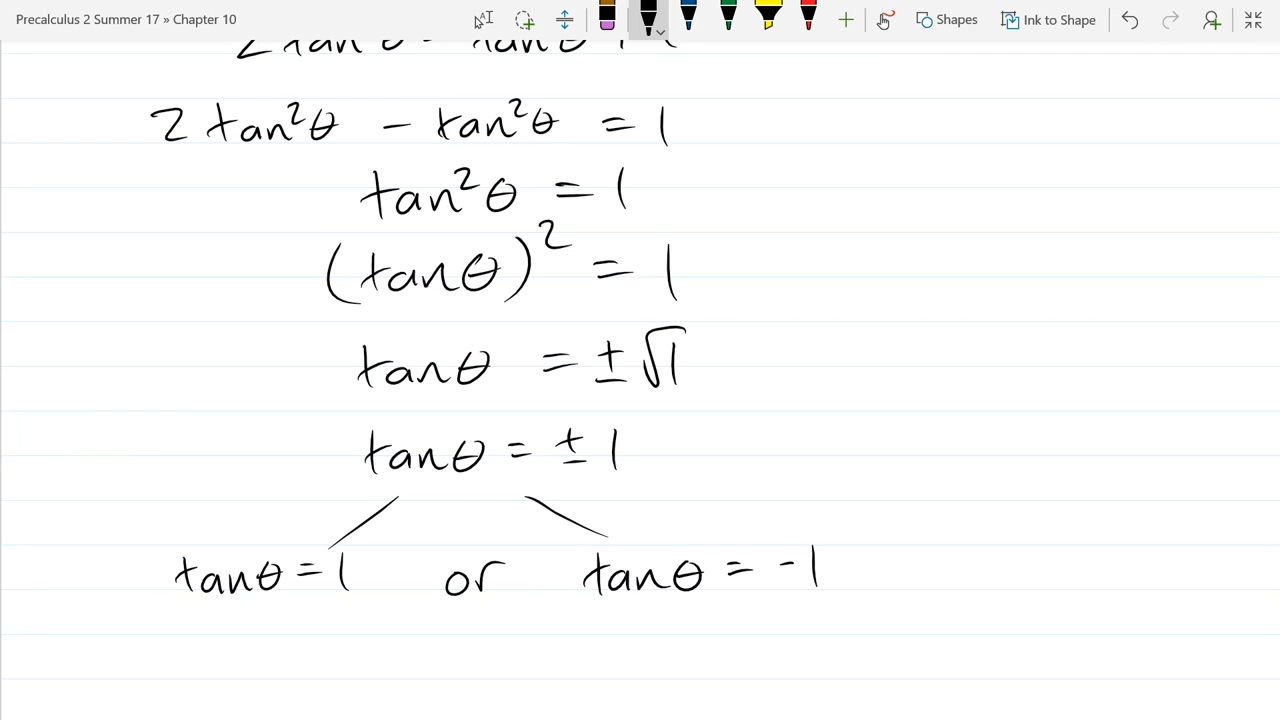 Precalculus 2 Summer 17 » Chapter 10
Shapes
Ink to Shape
2 tan²θ - tan²θ = 1
tan²θ = 1
(tanθ)² = 1
tanθ = ±√1
tanθ = ±1
tanθ = 1 or tanθ = -1